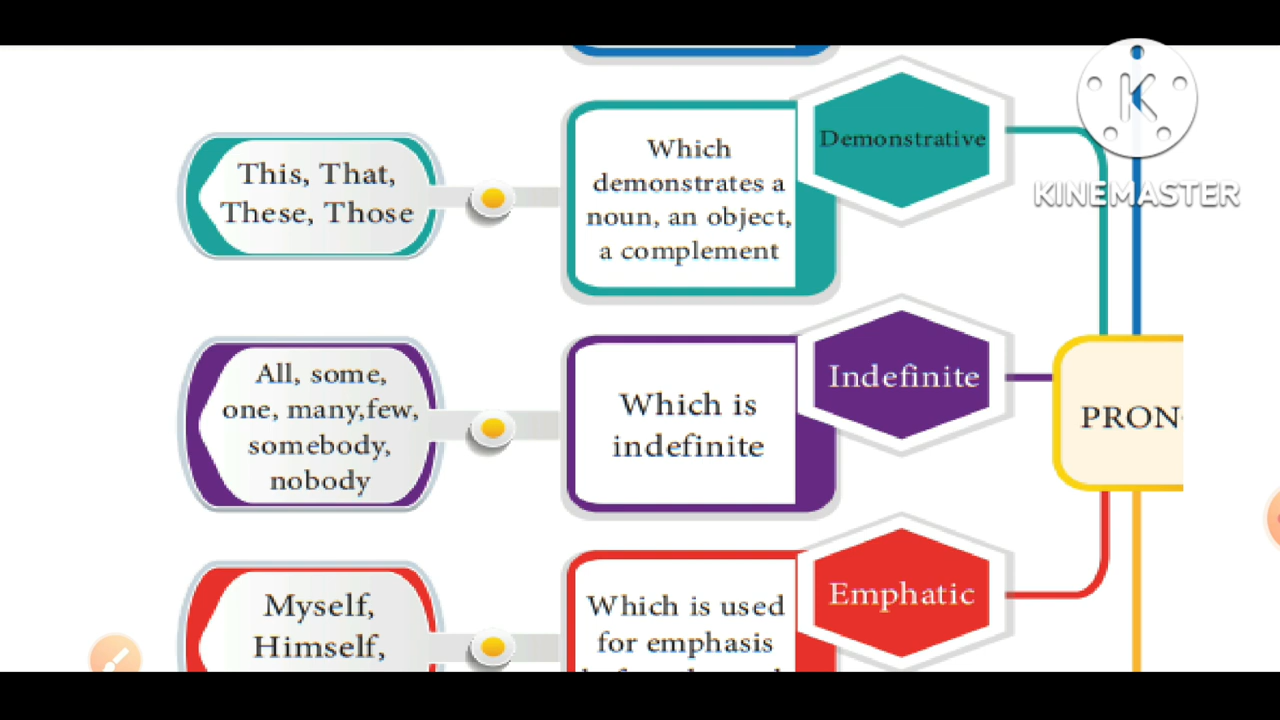 This, That,
These, Those
Which
demonstrates a
noun, an object,
a complement
Demonstrative
KINEMASTER
All, some,
one, many,few,
somebody,
nobody
Which is
indefinite
Indefinite
PRON-
Myself,
Himself,
Which is used
for emphasis
Emphatic